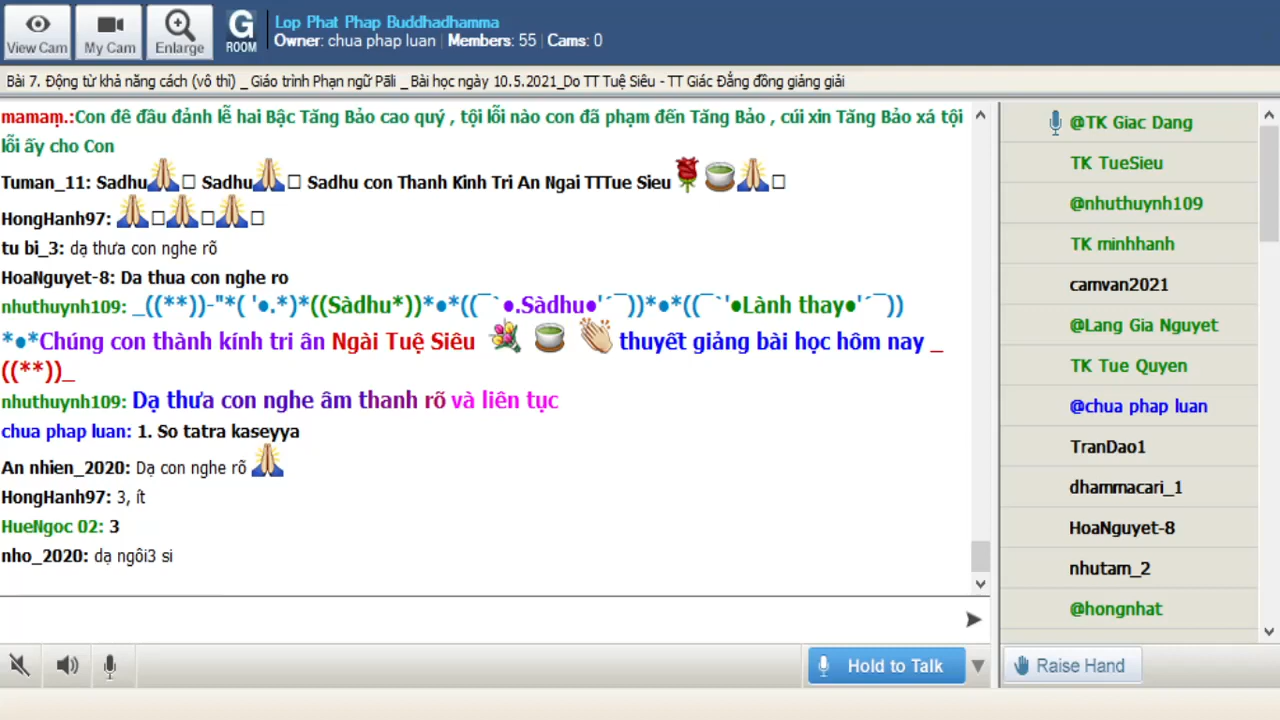 View Cam
My Cam
Enlarge
G
ROOM
Lop Phat Phap Buddhadhamma
Owner: chua phap luan | Members: 55 | Cams: 0
Bài 7. Động từ khả năng cách (vô thì) _ Giáo trình Phạn ngữ Pāli _ Bài học ngày 10.5.2021_Do TT Tuệ Siêu - TT Giác Đẳng đồng giảng giải
mamaṃ.:Con đê đầu đảnh lễ hai Bậc Tăng Bảo cao quý , tội lỗi nào con đã phạm đến Tăng Bảo , cúi xin Tăng Bảo xá tội
lỗi ấy cho Con
Tuman_11: Sadhu Sadhu Sadhu con Thanh Kinh Tri An Ngai TTTue Sieu
HongHanh97:
tu bi_3: dạ thưa con nghe rõ
HoaNguyet-8: Da thua con nghe ro
nhuthuynh109: _((**))-"*( '●.*)*((Sàdhu*))*●*((¯`●.Sàdhu●'´¯))*●*((¯`'●Lành thay●'´¯))
*●*Chúng con thành kính tri ân Ngài Tuệ Siêu thuyết giảng bài học hôm nay _
((**))_
nhuthuynh109: Dạ thưa con nghe âm thanh rõ và liên tục
chua phap luan: 1. So tatra kaseyya
An nhien_2020: Dạ con nghe rõ
HongHanh97: 3, ít
HueNgoc 02: 3
nho_2020: dạ ngôi3 si
Hold to Talk
@TK Giac Dang
TK TueSieu
@nhuthuynh109
TK minhhanh
camvan2021
@Lang Gia Nguyet
TK Tue Quyen
@chua phap luan
TranDao1
dhammacari_1
HoaNguyet-8
nhutam_2
@hongnhat
Raise Hand